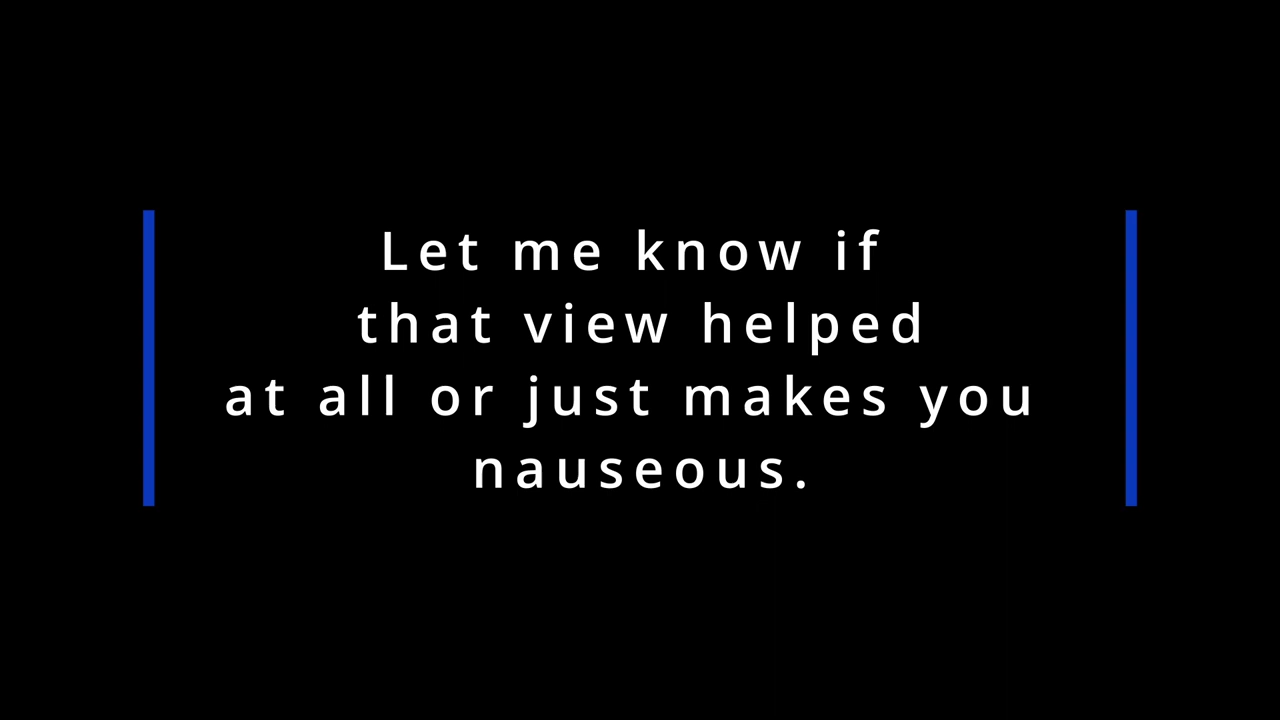 Let me know if
that view helped
at all or just makes you
nauseous.